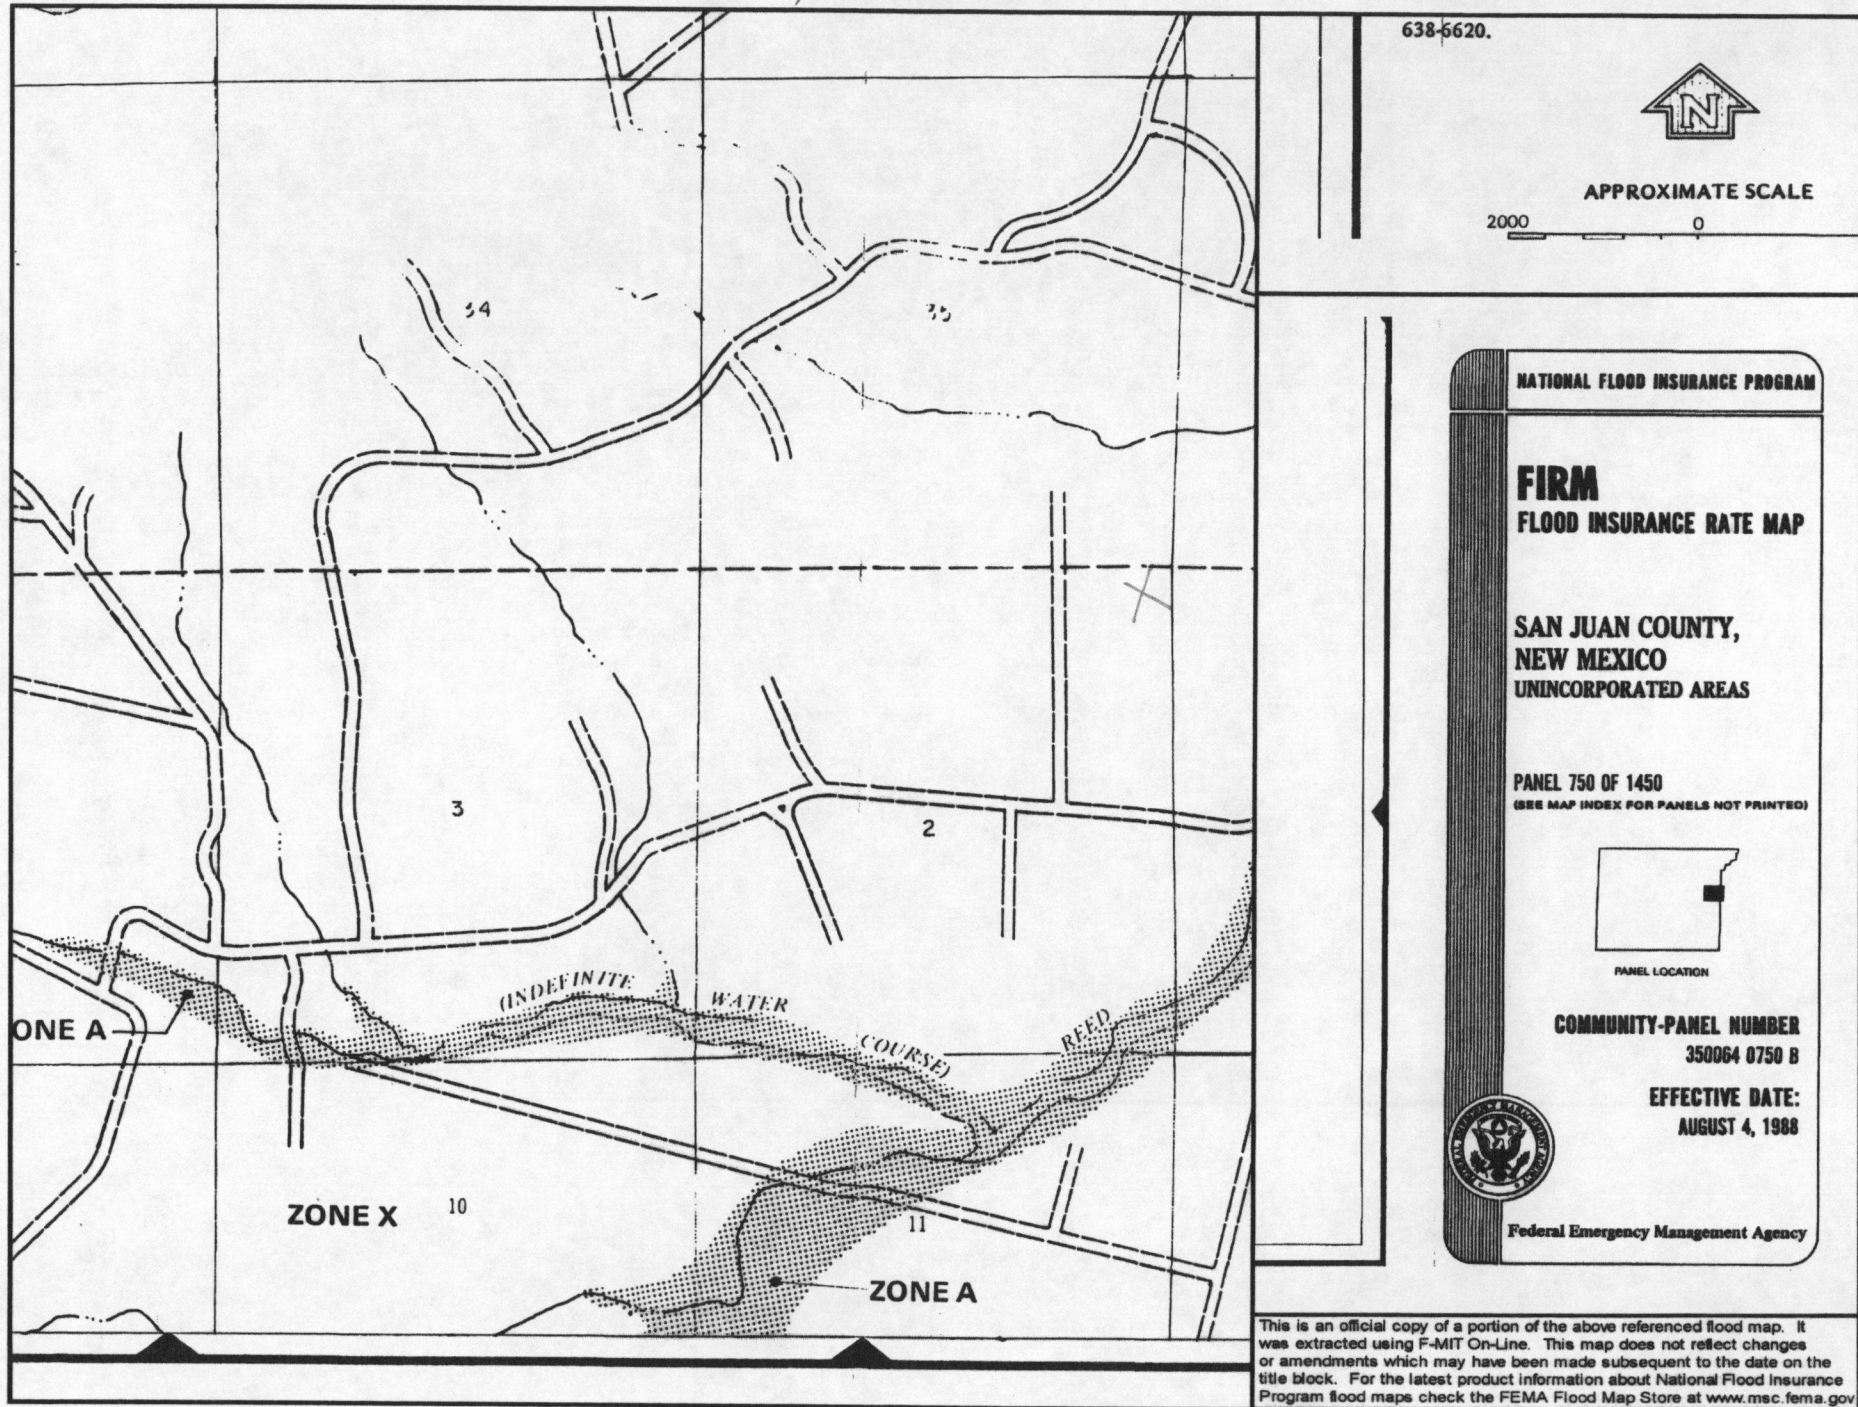 638-6620.
N
APPROXIMATE SCALE
2000 0
34
35
NATIONAL FLOOD INSURANCE PROGRAM
FIRM
FLOOD INSURANCE RATE MAP
SAN JUAN COUNTY,
NEW MEXICO
UNINCORPORATED AREAS
PANEL 750 OF 1450
(SEE MAP INDEX FOR PANELS NOT PRINTED)
PANEL LOCATION
COMMUNITY-PANEL NUMBER
350064 0750 B
EFFECTIVE DATE:
AUGUST 4, 1988
Federal Emergency Management Agency
3
2
(INDEFINITE WATER COURSE)
REED
ONE A
ZONE X
10
11
ZONE A
This is an official copy of a portion of the above referenced flood map. It
was extracted using F-MIT On-Line. This map does not reflect changes
or amendments which may have been made subsequent to the date on the
title block. For the latest product information about National Flood Insurance
Program flood maps check the FEMA Flood Map Store at www.msc.fema.gov